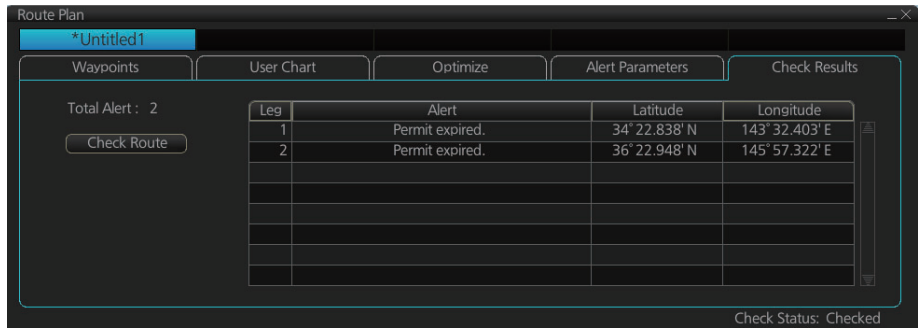 Route Plan
*Untitled1
Waypoints User Chart Optimize Alert Parameters Check Results
Total Alert : 2
Check Route
Leg Alert Latitude Longitude
1 Permit expired. 34°22.838' N 143°32.403' E
2 Permit expired. 36°22.948' N 145°57.322' E
Check Status: Checked